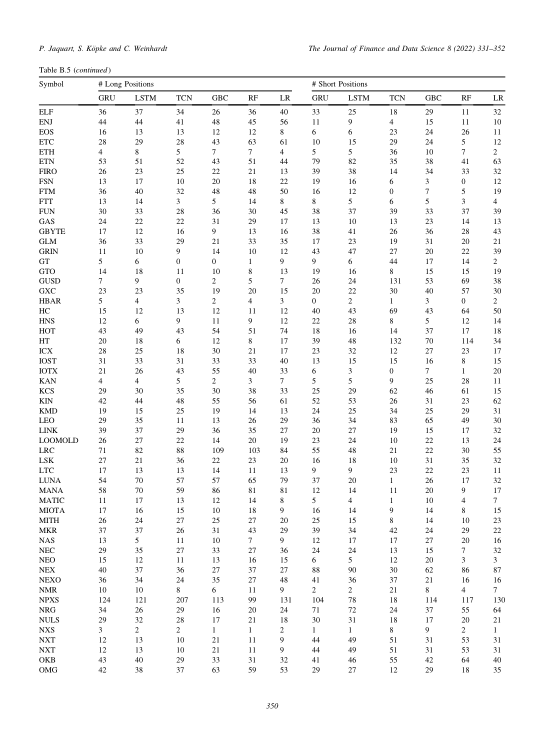 P. Jaquart, S. Köpke and C. Weinhardt The Journal of Finance and Data Science 8 (2022) 331–352
Table B.5 (continued)
Symbol # Long Positions # Short Positions
GRU LSTM TCN GBC RF LR GRU LSTM TCN GBC RF LR
ELF 36 37 34 26 36 40 33 25 18 29 11 32
ENJ 44 44 41 48 45 56 11 9 4 15 11 10
EOS 16 13 13 12 12 8 6 6 23 24 26 11
ETC 28 29 28 43 63 61 10 15 29 24 5 12
ETH 4 8 5 7 7 4 5 5 36 10 7 2
ETN 53 51 52 43 51 44 79 82 35 38 41 63
FIRO 26 23 25 22 21 13 39 38 14 34 33 32
FSN 13 17 10 20 18 22 19 16 6 3 0 12
FTM 36 40 32 48 48 50 16 12 0 7 5 19
FTT 13 14 3 5 14 8 8 5 6 5 3 4
FUN 30 33 28 36 30 45 38 37 39 33 37 39
GAS 24 22 22 31 29 17 13 10 13 23 14 13
GBYTE 17 12 16 9 13 16 38 41 26 36 28 43
GLM 36 33 29 21 33 35 17 23 19 31 20 21
GRIN 11 10 9 14 10 12 43 47 27 20 22 39
GT 5 6 0 0 1 9 9 6 44 17 14 2
GTO 14 18 11 10 8 13 19 16 8 15 15 19
GUSD 7 9 0 2 5 7 26 24 131 53 69 38
GXC 23 23 35 19 20 15 20 22 30 40 57 30
HBAR 5 4 3 2 4 3 0 2 1 3 0 2
HC 15 12 13 12 11 12 40 43 69 43 64 50
HNS 12 6 9 11 9 12 22 28 8 5 12 14
HOT 43 49 43 54 51 74 18 16 14 37 17 18
HT 20 18 6 12 8 17 39 48 132 70 114 34
ICX 28 25 18 30 21 17 23 32 12 27 23 17
IOST 31 33 31 33 33 40 13 15 15 16 8 15
IOTX 21 26 43 55 40 33 6 3 0 7 1 20
KAN 4 4 5 2 3 7 5 5 9 25 28 11
KCS 29 30 35 30 38 33 25 29 62 46 61 15
KIN 42 44 48 55 56 61 52 53 26 31 23 62
KMD 19 15 25 19 14 13 24 25 34 25 29 31
LEO 29 35 11 13 26 29 36 34 83 65 49 30
LINK 39 37 29 36 35 27 20 27 19 15 17 32
LOOMOLD 26 27 22 14 20 19 23 24 10 22 13 24
LRC 71 82 88 109 103 84 55 48 21 22 30 55
LSK 27 21 36 22 23 20 16 18 10 31 35 32
LTC 17 13 13 14 11 13 9 9 23 22 23 11
LUNA 54 70 57 57 65 79 37 20 1 26 17 32
MANA 58 70 59 86 81 81 12 14 11 20 9 17
MATIC 11 17 13 12 14 8 5 4 1 10 4 7
MIOTA 17 16 15 10 18 9 16 14 9 14 8 15
MITH 26 24 27 25 27 20 25 15 8 14 10 23
MKR 37 37 26 31 43 29 39 34 42 24 29 22
NAS 13 5 11 10 7 9 12 17 17 27 20 16
NEC 29 35 27 33 27 36 24 24 13 15 7 32
NEO 15 12 11 13 16 15 6 5 12 20 3 3
NEX 40 37 36 27 37 27 88 90 30 62 86 87
NEXO 36 34 24 35 27 48 41 36 37 21 16 16
NMR 10 10 8 6 11 9 2 2 21 8 4 7
NPXS 124 121 207 113 99 131 104 78 18 114 117 130
NRG 34 26 29 16 20 24 71 72 24 37 55 64
NULS 29 32 28 17 21 18 30 31 18 17 20 21
NXS 3 2 2 1 1 2 1 1 8 9 2 1
NXT 12 13 10 21 11 9 44 49 51 31 53 31
NXT 12 13 10 21 11 9 44 49 51 31 53 31
OKB 43 40 29 33 31 32 41 46 55 42 64 40
OMG 42 38 37 63 59 53 29 27 12 29 18 35
350